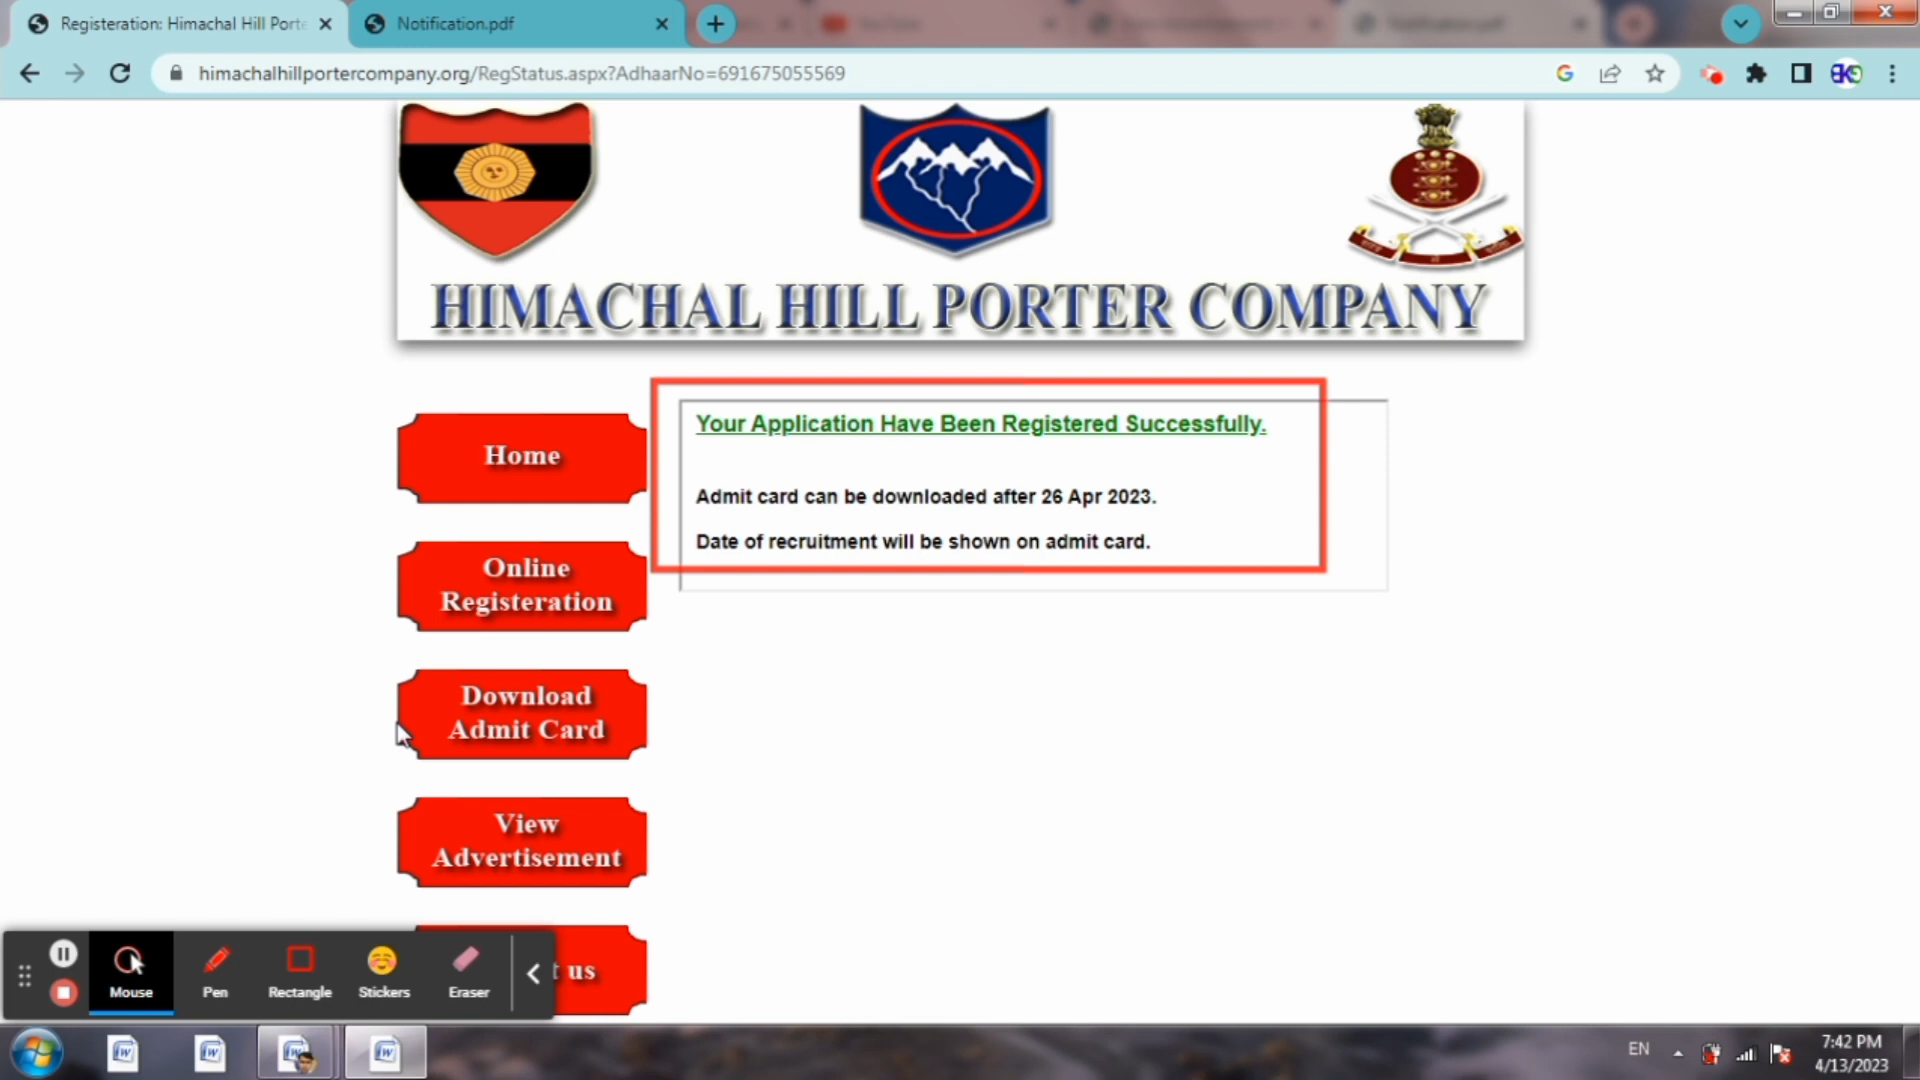 Registeration: Himachal Hill Porte
Notification.pdf
himachalhillportercompany.org/RegStatus.aspx?AdhaarNo=691675055569
HIMACHAL HILL PORTER COMPANY
Your Application Have Been Registered Successfully.
Admit card can be downloaded after 26 Apr 2023.
Date of recruitment will be shown on admit card.
Home
Online
Registeration
Download
Admit Card
View
Advertisement
t us
Mouse
Pen
Rectangle
Stickers
Eraser
EN
7:42 PM
4/13/2023